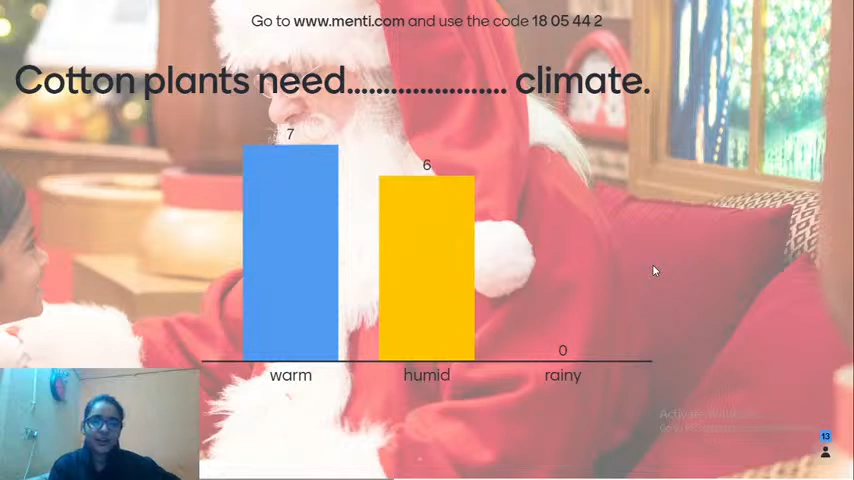 Go to www.menti.com and use the code 18 05 44 2
Cotton plants need...................... climate.
7
6
0
warm
humid
rainy
13